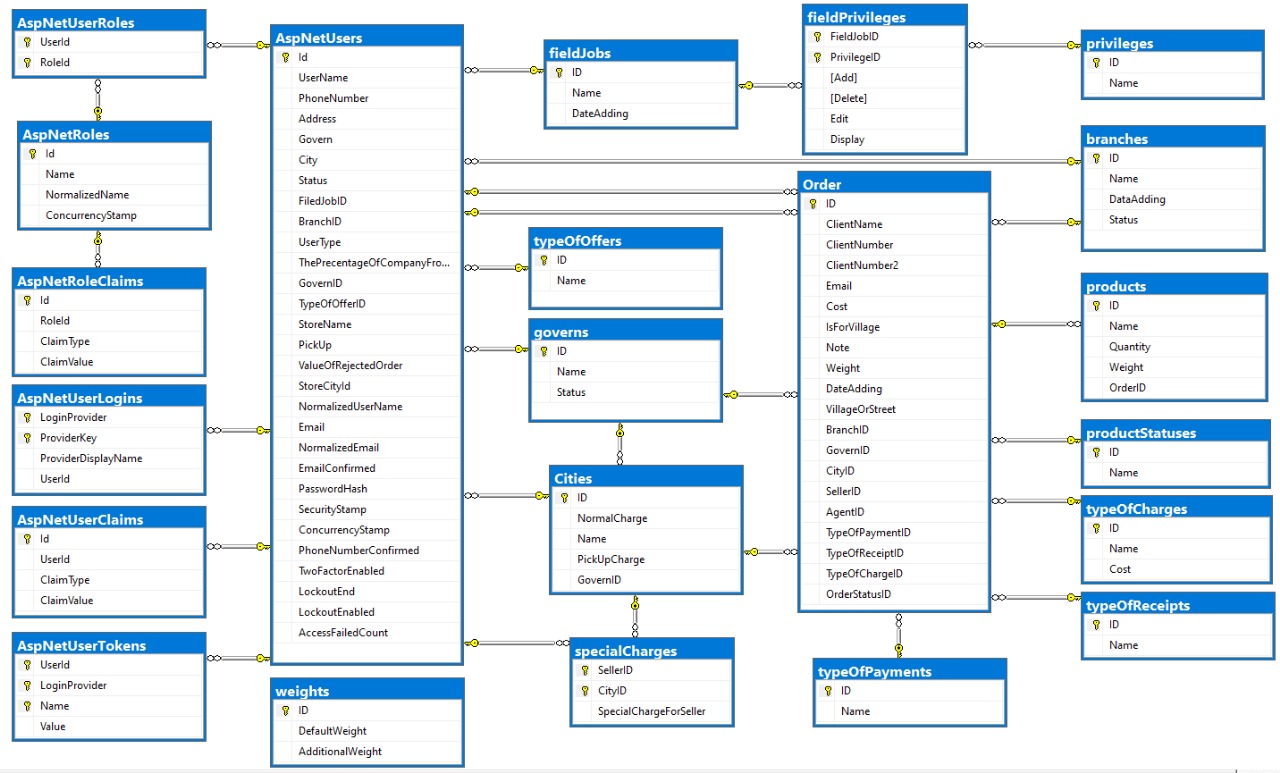 AspNetUserRoles
UserId
RoleId
AspNetRoles
Id
Name
NormalizedName
ConcurrencyStamp
AspNetRoleClaims
Id
RoleId
ClaimType
ClaimValue
AspNetUserLogins
LoginProvider
ProviderKey
ProviderDisplayName
UserId
AspNetUserClaims
Id
UserId
ClaimType
ClaimValue
AspNetUserTokens
UserId
LoginProvider
Name
Value
AspNetUsers
Id
UserName
PhoneNumber
Address
Govern
City
Status
FiledJobID
BranchID
UserType
ThePrecentageOfCompanyFro...
GovernID
TypeOfOfferID
StoreName
PickUp
ValueOfRejectedOrder
StoreCityId
NormalizedUserName
Email
NormalizedEmail
EmailConfirmed
PasswordHash
SecurityStamp
ConcurrencyStamp
PhoneNumberConfirmed
TwoFactorEnabled
LockoutEnd
LockoutEnabled
AccessFailedCount
weights
ID
DefaultWeight
AdditionalWeight
fieldJobs
ID
Name
DateAdding
typeOfOffers
ID
Name
governs
ID
Name
Status
Cities
ID
NormalCharge
Name
PickUpCharge
GovernID
specialCharges
SellerID
CityID
SpecialChargeForSeller
fieldPrivileges
FieldJobID
PrivilegeID
[Add]
[Delete]
Edit
Display
Order
ID
ClientName
ClientNumber
ClientNumber2
Email
Cost
IsForVillage
Note
Weight
DateAdding
VillageOrStreet
BranchID
GovernID
CityID
SellerID
AgentID
TypeOfPaymentID
TypeOfReceiptID
TypeOfChargeID
OrderStatusID
typeOfPayments
ID
Name
privileges
ID
Name
branches
ID
Name
DataAdding
Status
products
ID
Name
Quantity
Weight
OrderID
productStatuses
ID
Name
typeOfCharges
ID
Name
Cost
typeOfReceipts
ID
Name